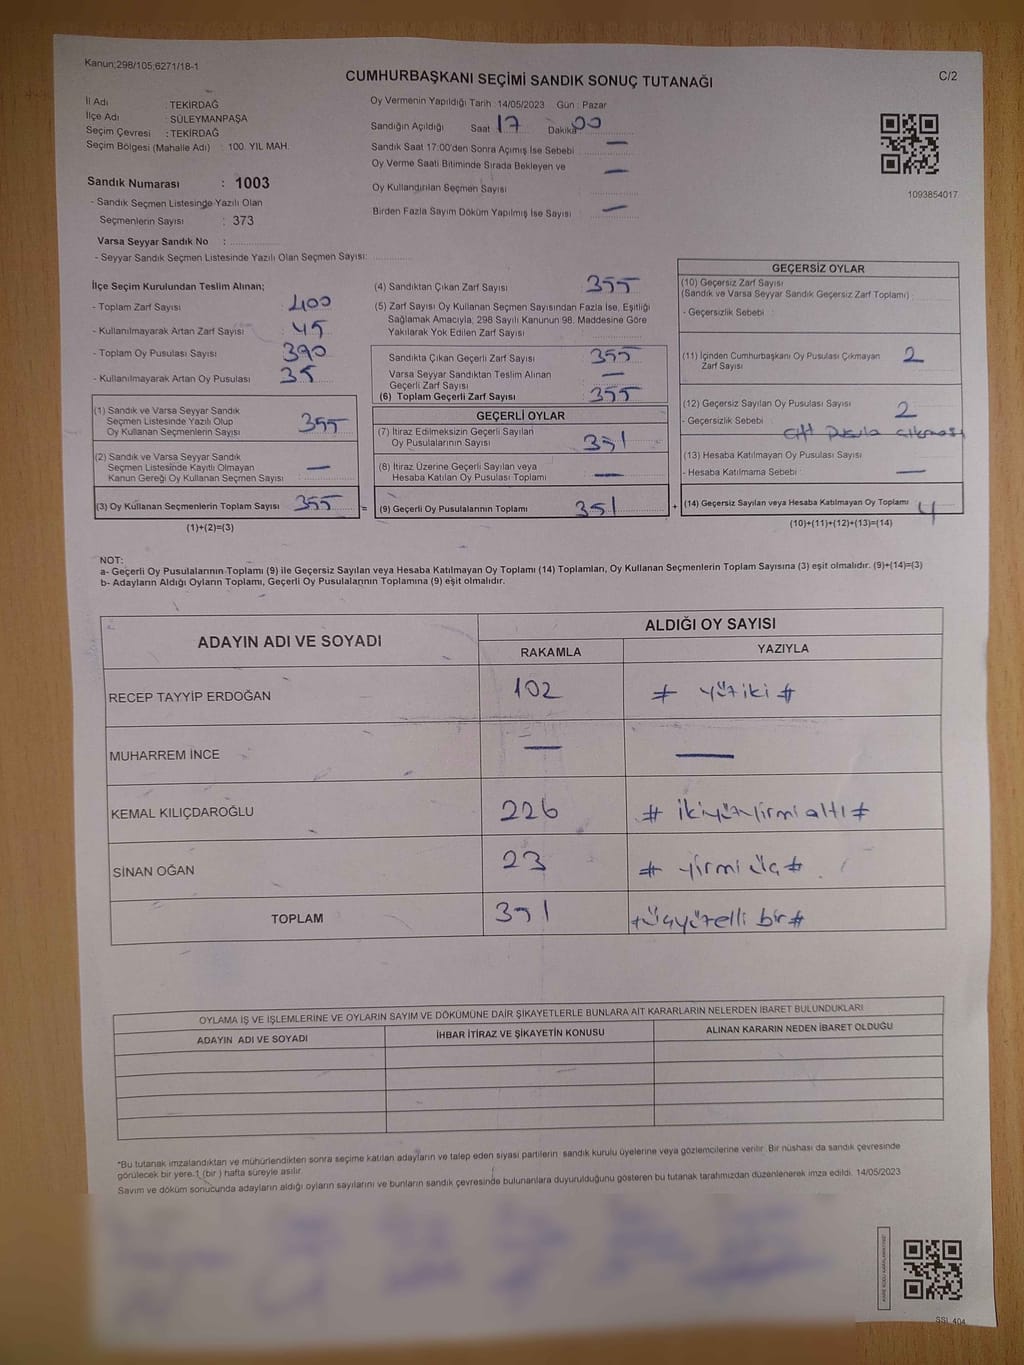 Kanun;298/105;6271/18-1
C/2
CUMHURBAŞKANI SEÇİMİ SANDIK SONUÇ TUTANAĞI
İl Adı : TEKİRDAĞ
İlçe Adı : SÜLEYMANPAŞA
Seçim Çevresi : TEKİRDAĞ
Seçim Bölgesi (Mahalle Adı) : 100. YIL MAH.
Sandık Numarası : 1003
- Sandık Seçmen Listesinde Yazılı Olan
Seçmenlerin Sayısı : 373
Varsa Seyyar Sandık No :
- Seyyar Sandık Seçmen Listesinde Yazılı Olan Seçmen Sayısı:
Oy Vermenin Yapıldığı Tarih : 14/05/2023 Gün : Pazar
Sandığın Açıldığı Saat 17 Dakika 00
Sandık Saat 17:00'den Sonra Açımış İse Sebebi —
Oy Verme Saati Bitiminde Sırada Bekleyen ve —
Oy Kullandırılan Seçmen Sayısı
Birden Fazla Sayım Döküm Yapılmış İse Sayısı —
1093854017
İlçe Seçim Kurulundan Teslim Alınan;
- Toplam Zarf Sayısı 400
- Kullanılmayarak Artan Zarf Sayısı 45
- Toplam Oy Pusulası Sayısı 390
- Kullanılmayarak Artan Oy Pusulası 35
(1) Sandık ve Varsa Seyyar Sandık
Seçmen Listesinde Yazılı Olup
Oy Kullanan Seçmenlerin Sayısı 355
(2) Sandık ve Varsa Seyyar Sandık
Seçmen Listesinde Kayıtlı Olmayan
Kanun Gereği Oy Kullanan Seçmen Sayısı —
(3) Oy Kullanan Seçmenlerin Toplam Sayısı 355
(1)+(2)=(3)
(4) Sandıktan Çıkan Zarf Sayısı 355
(5) Zarf Sayısı Oy Kullanan Seçmen Sayısından Fazla İse, Eşitliği
Sağlamak Amacıyla; 298 Sayılı Kanunun 98. Maddesine Göre
Yakılarak Yok Edilen Zarf Sayısı
Sandıkta Çıkan Geçerli Zarf Sayısı 355
Varsa Seyyar Sandıktan Teslim Alınan
Geçerli Zarf Sayısı —
(6) Toplam Geçerli Zarf Sayısı 355
GEÇERLİ OYLAR
(7) İtiraz Edilmeksizin Geçerli Sayılan
Oy Pusulalarının Sayısı 351
(8) İtiraz Üzerine Geçerli Sayılan veya
Hesaba Katılan Oy Pusulası Toplamı —
= (9) Geçerli Oy Pusulalarının Toplamı 351
GEÇERSİZ OYLAR
(10) Geçersiz Zarf Sayısı
(Sandık ve Varsa Seyyar Sandık Geçersiz Zarf Toplamı) :
- Geçersizlik Sebebi :
(11) İçinden Cumhurbaşkanı Oy Pusulası Çıkmayan
Zarf Sayısı 2
(12) Geçersiz Sayılan Oy Pusulası Sayısı 2
- Geçersizlik Sebebi : Çift Pusula çıkması
(13) Hesaba Katılmayan Oy Pusulası Sayısı
- Hesaba Katılmama Sebebi : —
+ (14) Geçersiz Sayılan veya Hesaba Katılmayan Oy Toplamı 4
(10)+(11)+(12)+(13)=(14)
NOT:
a- Geçerli Oy Pusulalarının Toplamı (9) ile Geçersiz Sayılan veya Hesaba Katılmayan Oy Toplamı (14) Toplamları, Oy Kullanan Seçmenlerin Toplam Sayısına (3) eşit olmalıdır. (9)+(14)=(3)
b- Adayların Aldığı Oyların Toplamı, Geçerli Oy Pusulalarının Toplamına (9) eşit olmalıdır.
ADAYIN ADI VE SOYADI
ALDIĞI OY SAYISI
RAKAMLA YAZIYLA
RECEP TAYYİP ERDOĞAN 102 # yüziki #
MUHARREM İNCE — —
KEMAL KILIÇDAROĞLU 226 # ikiyüzyirmialtı #
SİNAN OĞAN 23 # yirmi üç #
TOPLAM 351 #üçyüzelli bir #
OYLAMA İŞ VE İŞLEMLERİNE VE OYLARIN SAYIM VE DÖKÜMÜNE DAİR ŞİKAYETLERLE BUNLARA AİT KARARLARIN NELERDEN İBARET BULUNDUKLARI
ADAYIN ADI VE SOYADI İHBAR İTİRAZ VE ŞİKAYETİN KONUSU ALINAN KARARIN NEDEN İBARET OLDUĞU
*Bu tutanak imzalandıktan ve mühürlendikten sonra seçime katılan adayların ve talep eden siyasi partilerin sandık kurulu üyelerine veya gözlemcilerine verilir. Bir nüshası da sandık çevresinde
görülecek bir yere 1 (bir) hafta süreyle asılır.
Sayım ve döküm sonucunda adayların aldığı oyların sayılarını ve bunların sandık çevresinde bulunanlara duyurulduğunu gösteren bu tutanak tarafımızdan düzenlenerek imza edildi. 14/05/2023
SSI_404